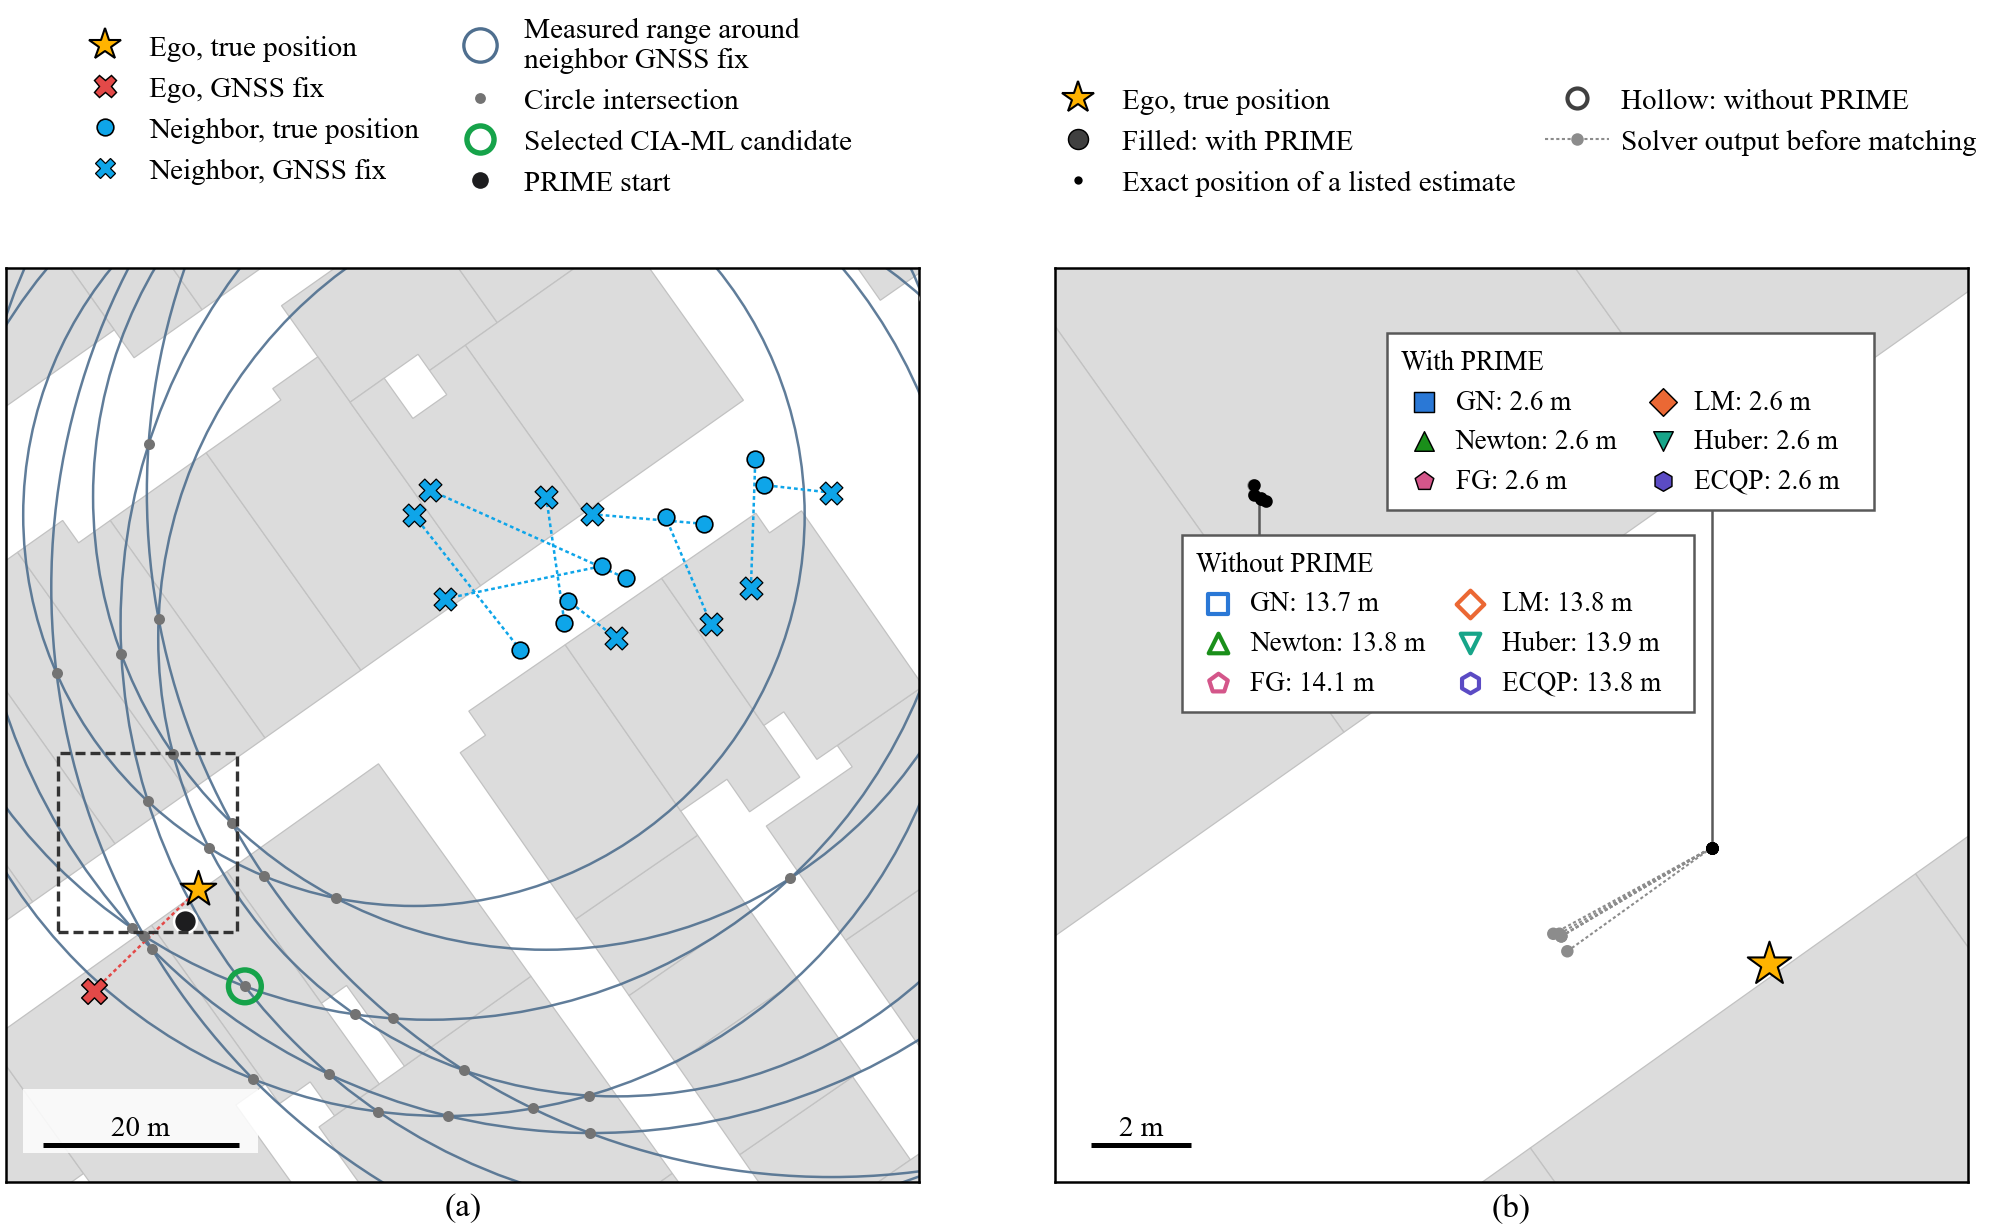 Ego, true position
Ego, GNSS fix
Neighbor, true position
Neighbor, GNSS fix
Measured range around
neighbor GNSS fix
Circle intersection
Selected CIA-ML candidate
PRIME start
Ego, true position
Filled: with PRIME
Exact position of a listed estimate
Hollow: without PRIME
Solver output before matching
20 m
(a)
With PRIME
GN: 2.6 m
LM: 2.6 m
Newton: 2.6 m
Huber: 2.6 m
FG: 2.6 m
ECQP: 2.6 m
Without PRIME
GN: 13.7 m
LM: 13.8 m
Newton: 13.8 m
Huber: 13.9 m
FG: 14.1 m
ECQP: 13.8 m
2 m
(b)